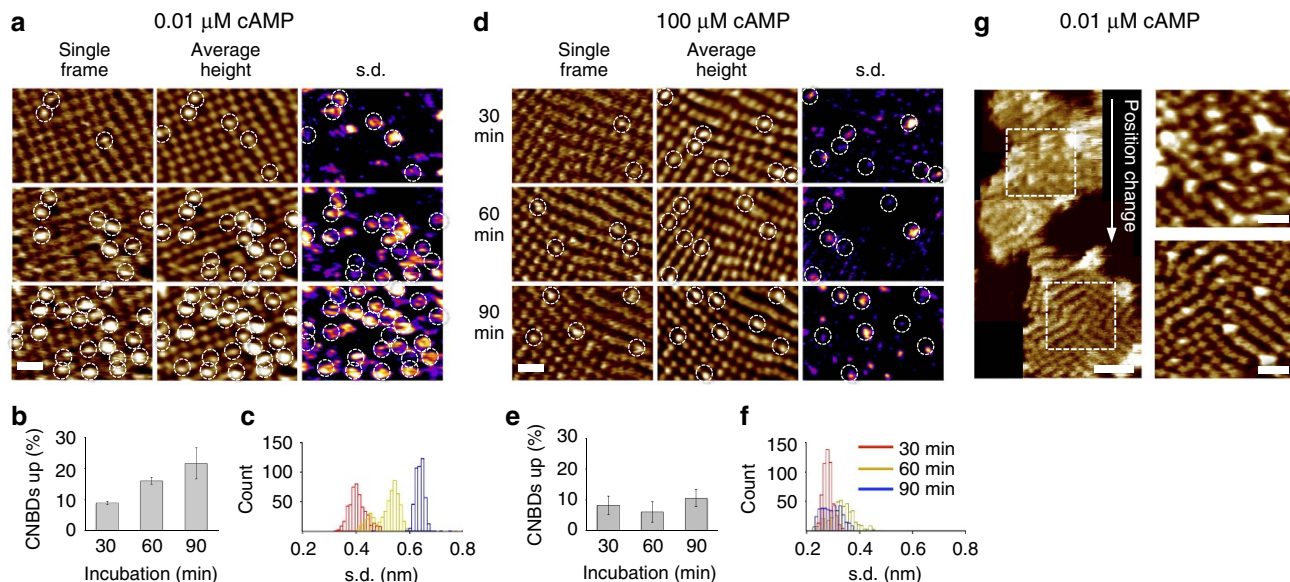 a
0.01 μM cAMP
Single
frame
Average
height
s.d.
d
100 μM cAMP
Single
frame
Average
height
s.d.
30
min
60
min
90
min
g
0.01 μM cAMP
Position change
b
CNBDs up (%)
30
20
10
0
30 60 90
Incubation (min)
c
Count
150
100
50
0.2 0.4 0.6 0.8
s.d. (nm)
e
CNBDs up (%)
30
20
10
0
30 60 90
Incubation (min)
f
Count
150
100
50
30 min
60 min
90 min
0.2 0.4 0.6 0.8
s.d. (nm)